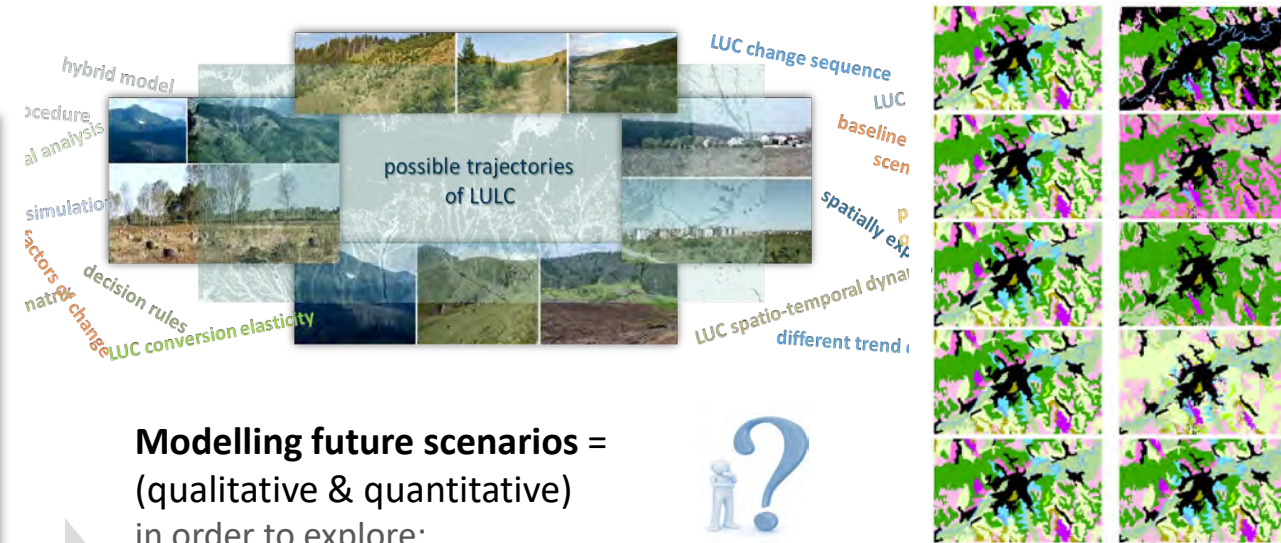 hybrid model
al analysis
simulation
factors of change
decision rules
LUC conversion elasticity
possible trajectories
of LULC
LUC change sequence
LUC
baseline
scen
spatially exp
LUC spatio-temporal dynam
different trend
Modelling future scenarios =
(qualitative & quantitative)
in order to explore:
?